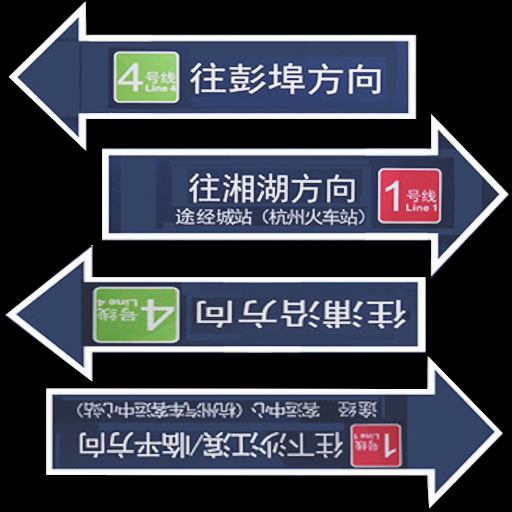 4号线
Line 4
往彭埠方向
往湘湖方向
途经城站（杭州火车站）
1号线
Line 1
往浦沿方向
4号线
Line 4
1号线
Line 1
往下沙江滨/临平方向
途经 客运中心（杭州汽车客运中心站）